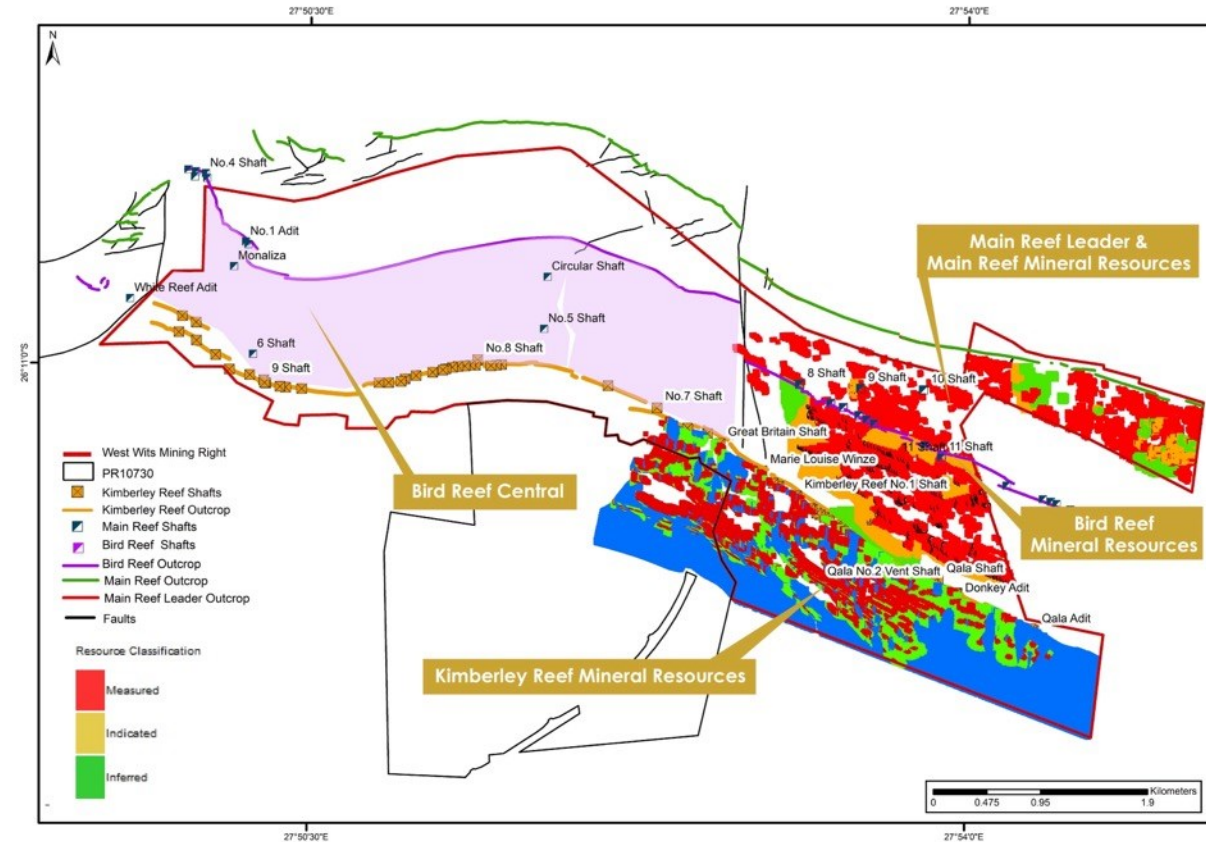 27°50'30"E
27°54'0"E
N
No.4 Shaft
No.1 Adit
Monaliza
White Reef Adit
Circular Shaft
No.5 Shaft
6 Shaft
9 Shaft
No.8 Shaft
No.7 Shaft
26°11'0"S
Main Reef Leader &
Main Reef Mineral Resources
8 Shaft
9 Shaft
10 Shaft
Great Britain Shaft
11 Shaft
11 Shaft
Marie Louise Winze
Kimberley Reef No.1 Shaft
Bird Reef Central
Bird Reef
Mineral Resources
Qala No.2 Vent Shaft
Qala Shaft
Donkey Adit
Qala Adit
Kimberley Reef Mineral Resources
West Wits Mining Right
PR10730
Kimberley Reef Shafts
Kimberley Reef Outcrop
Main Reef Shafts
Bird Reef Shafts
Bird Reef Outcrop
Main Reef Outcrop
Main Reef Leader Outcrop
Faults
Resource Classification
Measured
Indicated
Inferred
Kilometers
0 0.475 0.95 1.9
27°50'30"E
27°54'0"E